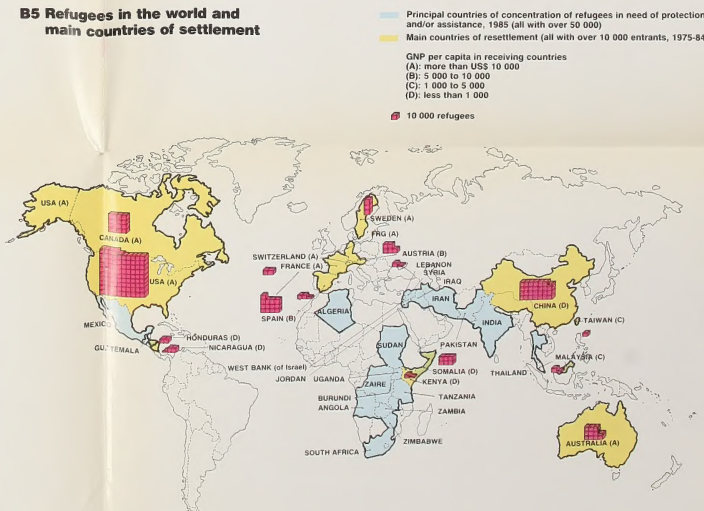 B5 Refugees in the world and
main countries of settlement
Principal countries of concentration of refugees in need of protection
and/or assistance, 1985 (all with over 50 000)
Main countries of resettlement (all with over 10 000 entrants, 1975-84
GNP per capita in receiving countries
(A): more than US$ 10 000
(B): 5 000 to 10 000
(C): 1 000 to 5 000
(D): less than 1 000
10 000 refugees
USA (A)
CANADA (A)
USA (A)
SWEDEN (A)
FRG (A)
SWITZERLAND (A)
FRANCE (A)
AUSTRIA (B)
LEBANON
SYRIA
IRAQ
IRAN
SPAIN (B)
ALGERIA
CHINA (D)
TAIWAN (C)
INDIA
MEXICO
HONDURAS (D)
NICARAGUA (D)
GUATEMALA
SUDAN
PAKISTAN
WEST BANK (of Israel)
JORDAN
UGANDA
ZAIRE
SOMALIA (D)
KENYA (D)
THAILAND
MALAYSIA (C)
BURUNDI
ANGOLA
TANZANIA
ZAMBIA
ZIMBABWE
SOUTH AFRICA
AUSTRALIA (A)